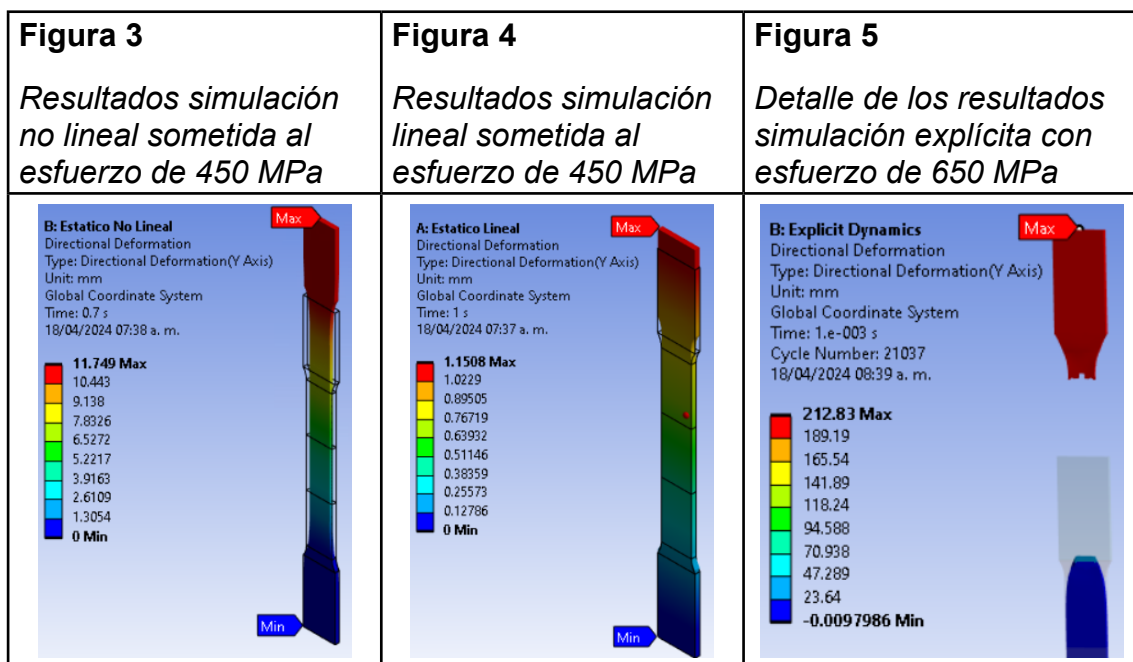 Figura 3
Resultados simulación
no lineal sometida al
esfuerzo de 450 MPa
Figura 4
Resultados simulación
lineal sometida al
esfuerzo de 450 MPa
Figura 5
Detalle de los resultados
simulación explícita con
esfuerzo de 650 MPa
B: Estatico No Lineal
Directional Deformation
Type: Directional Deformation(Y Axis)
Unit: mm
Global Coordinate System
Time: 0.7 s
18/04/2024 07:38 a. m.
11.749 Max
10.443
9.138
7.8326
6.5272
5.2217
3.9163
2.6109
1.3054
0 Min
Max
Min
A: Estatico Lineal
Directional Deformation
Type: Directional Deformation(Y Axis)
Unit: mm
Global Coordinate System
Time: 1 s
18/04/2024 07:37 a. m.
1.1508 Max
1.0229
0.89505
0.76719
0.63932
0.51146
0.38359
0.25573
0.12786
0 Min
Max
Min
B: Explicit Dynamics
Directional Deformation
Type: Directional Deformation(Y Axis)
Unit: mm
Global Coordinate System
Time: 1.e-003 s
Cycle Number: 21037
18/04/2024 08:39 a. m.
212.83 Max
189.19
165.54
141.89
118.24
94.588
70.938
47.289
23.64
-0.0097986 Min
Max